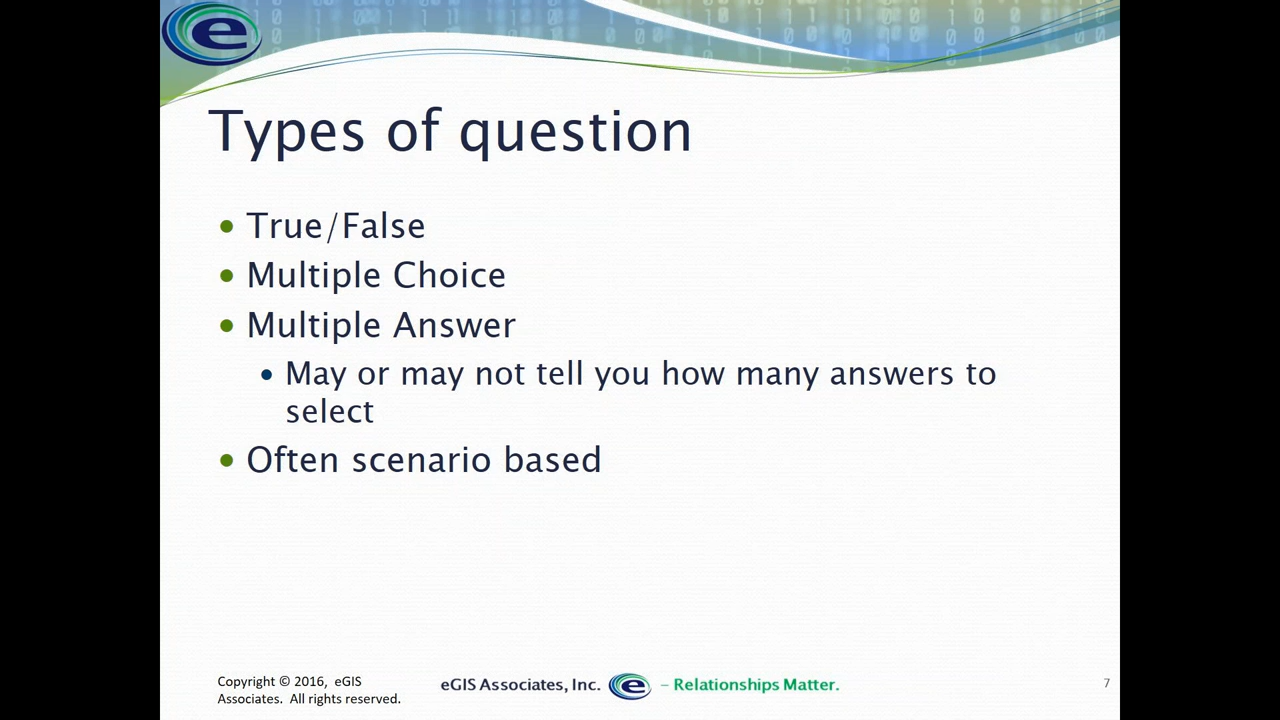 e
Types of question
True/False
Multiple Choice
Multiple Answer
May or may not tell you how many answers to
select
Often scenario based
Copyright © 2016, eGIS
Associates. All rights reserved.
eGIS Associates, Inc. e – Relationships Matter.
7